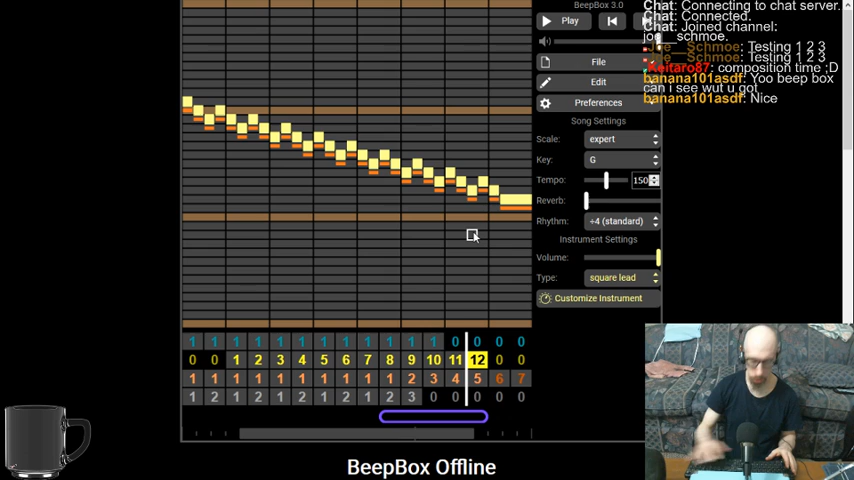 BeepBox 3.0
Play
File
Edit
Preferences
Song Settings
Scale: expert
Key: G
Tempo: 150
Reverb:
Rhythm: ÷4 (standard)
Instrument Settings
Volume:
Type: square lead
Customize Instrument
Chat: Connecting to chat server.
Chat: Connected.
Chat: Joined channel:
joe__schmoe.
Joe__Schmoe: Testing 1 2 3
Joe__Schmoe: Testing 1 2 3
Keitaro87: composition time ;D
banana101asdf: Yoo beep box
can i see wut u got
banana101asdf: Nice
1 1 1 1 1 1 1 1 1 1 1 1 0 0 0 0
0 0 1 2 3 4 5 6 7 8 9 10 11 12 0 0
1 1 1 1 1 1 1 1 1 1 2 3 4 5 6 7
1 2 1 2 1 2 1 2 1 2 3 0 0 0 0 0
BeepBox Offline